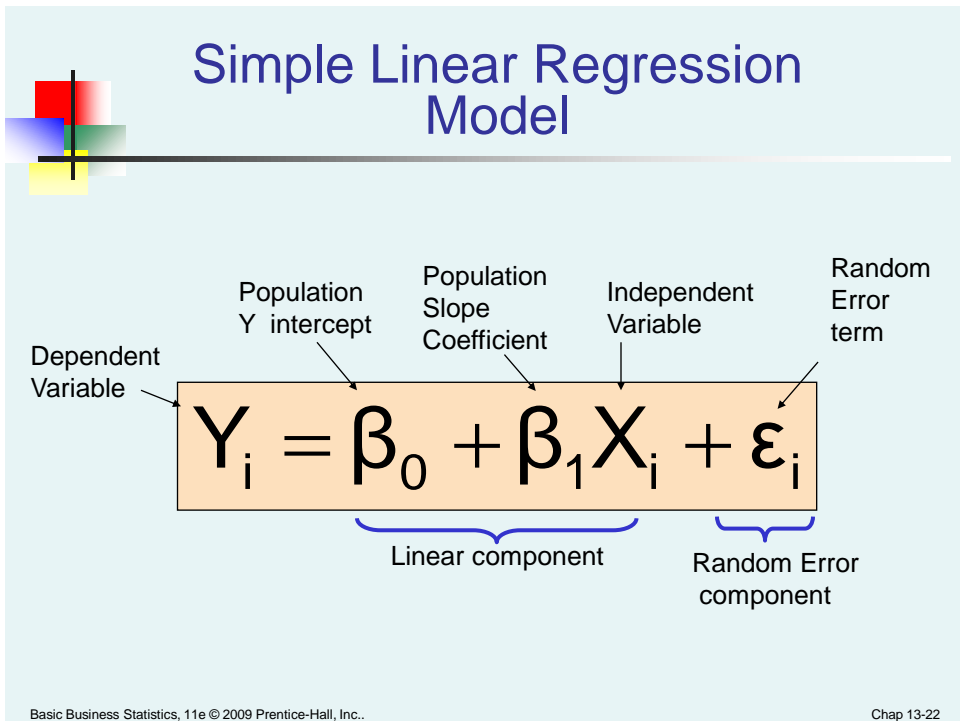 Simple Linear Regression
Model
Dependent
Variable
Population
Y intercept
Population
Slope
Coefficient
Independent
Variable
Random
Error
term
Yᵢ = β₀ + β₁Xᵢ + εᵢ
Linear component
Random Error
component
Basic Business Statistics, 11e © 2009 Prentice-Hall, Inc..
Chap 13-22